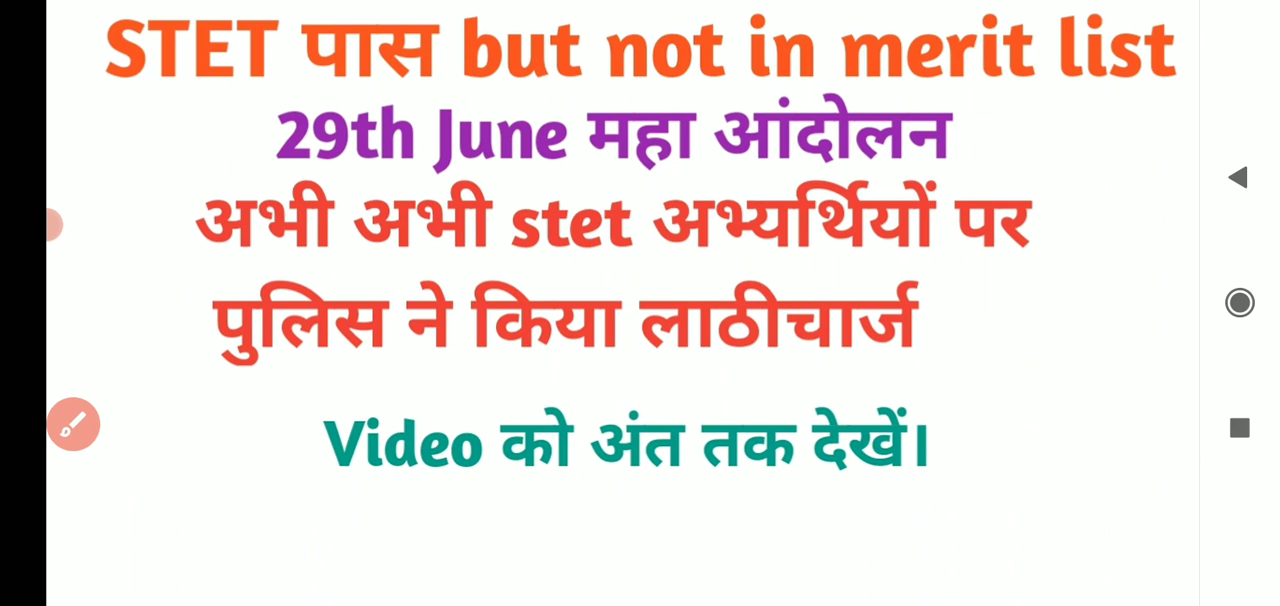 STET पास but not in merit list
29th June महा आंदोलन
अभी अभी stet अभ्यर्थियों पर
पुलिस ने किया लाठीचार्ज
Video को अंत तक देखें।